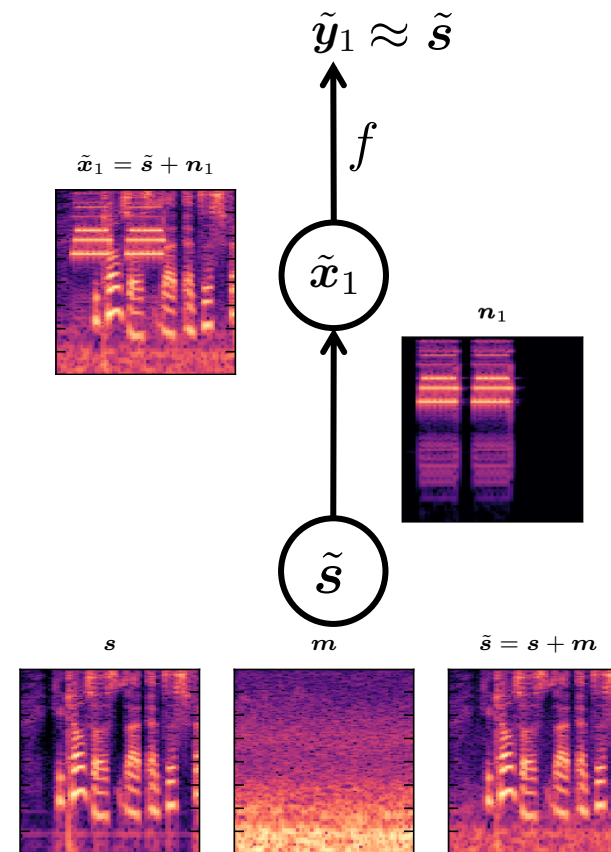 ỹ₁ ≈ s̃
f
x̃₁ = s̃ + n₁
x̃₁
n₁
s̃
s
m
s̃ = s + m